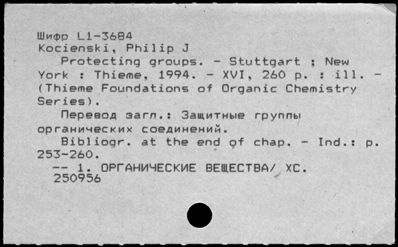 Шифр L1-3684
Kocienski, Philip J
Protecting groups. - Stuttgart ; New
York : Thieme, 1994. - XVI, 260 p. : ill. -
(Thieme Foundations of Organic Chemistry
Series).
Перевод загл.: Защитные группы
органических соединений.
Bibliogr. at the end of chap. - Ind.: p.
253-260.
-- 1. ОРГАНИЧЕСКИЕ ВЕЩЕСТВА/ ХС.
250956